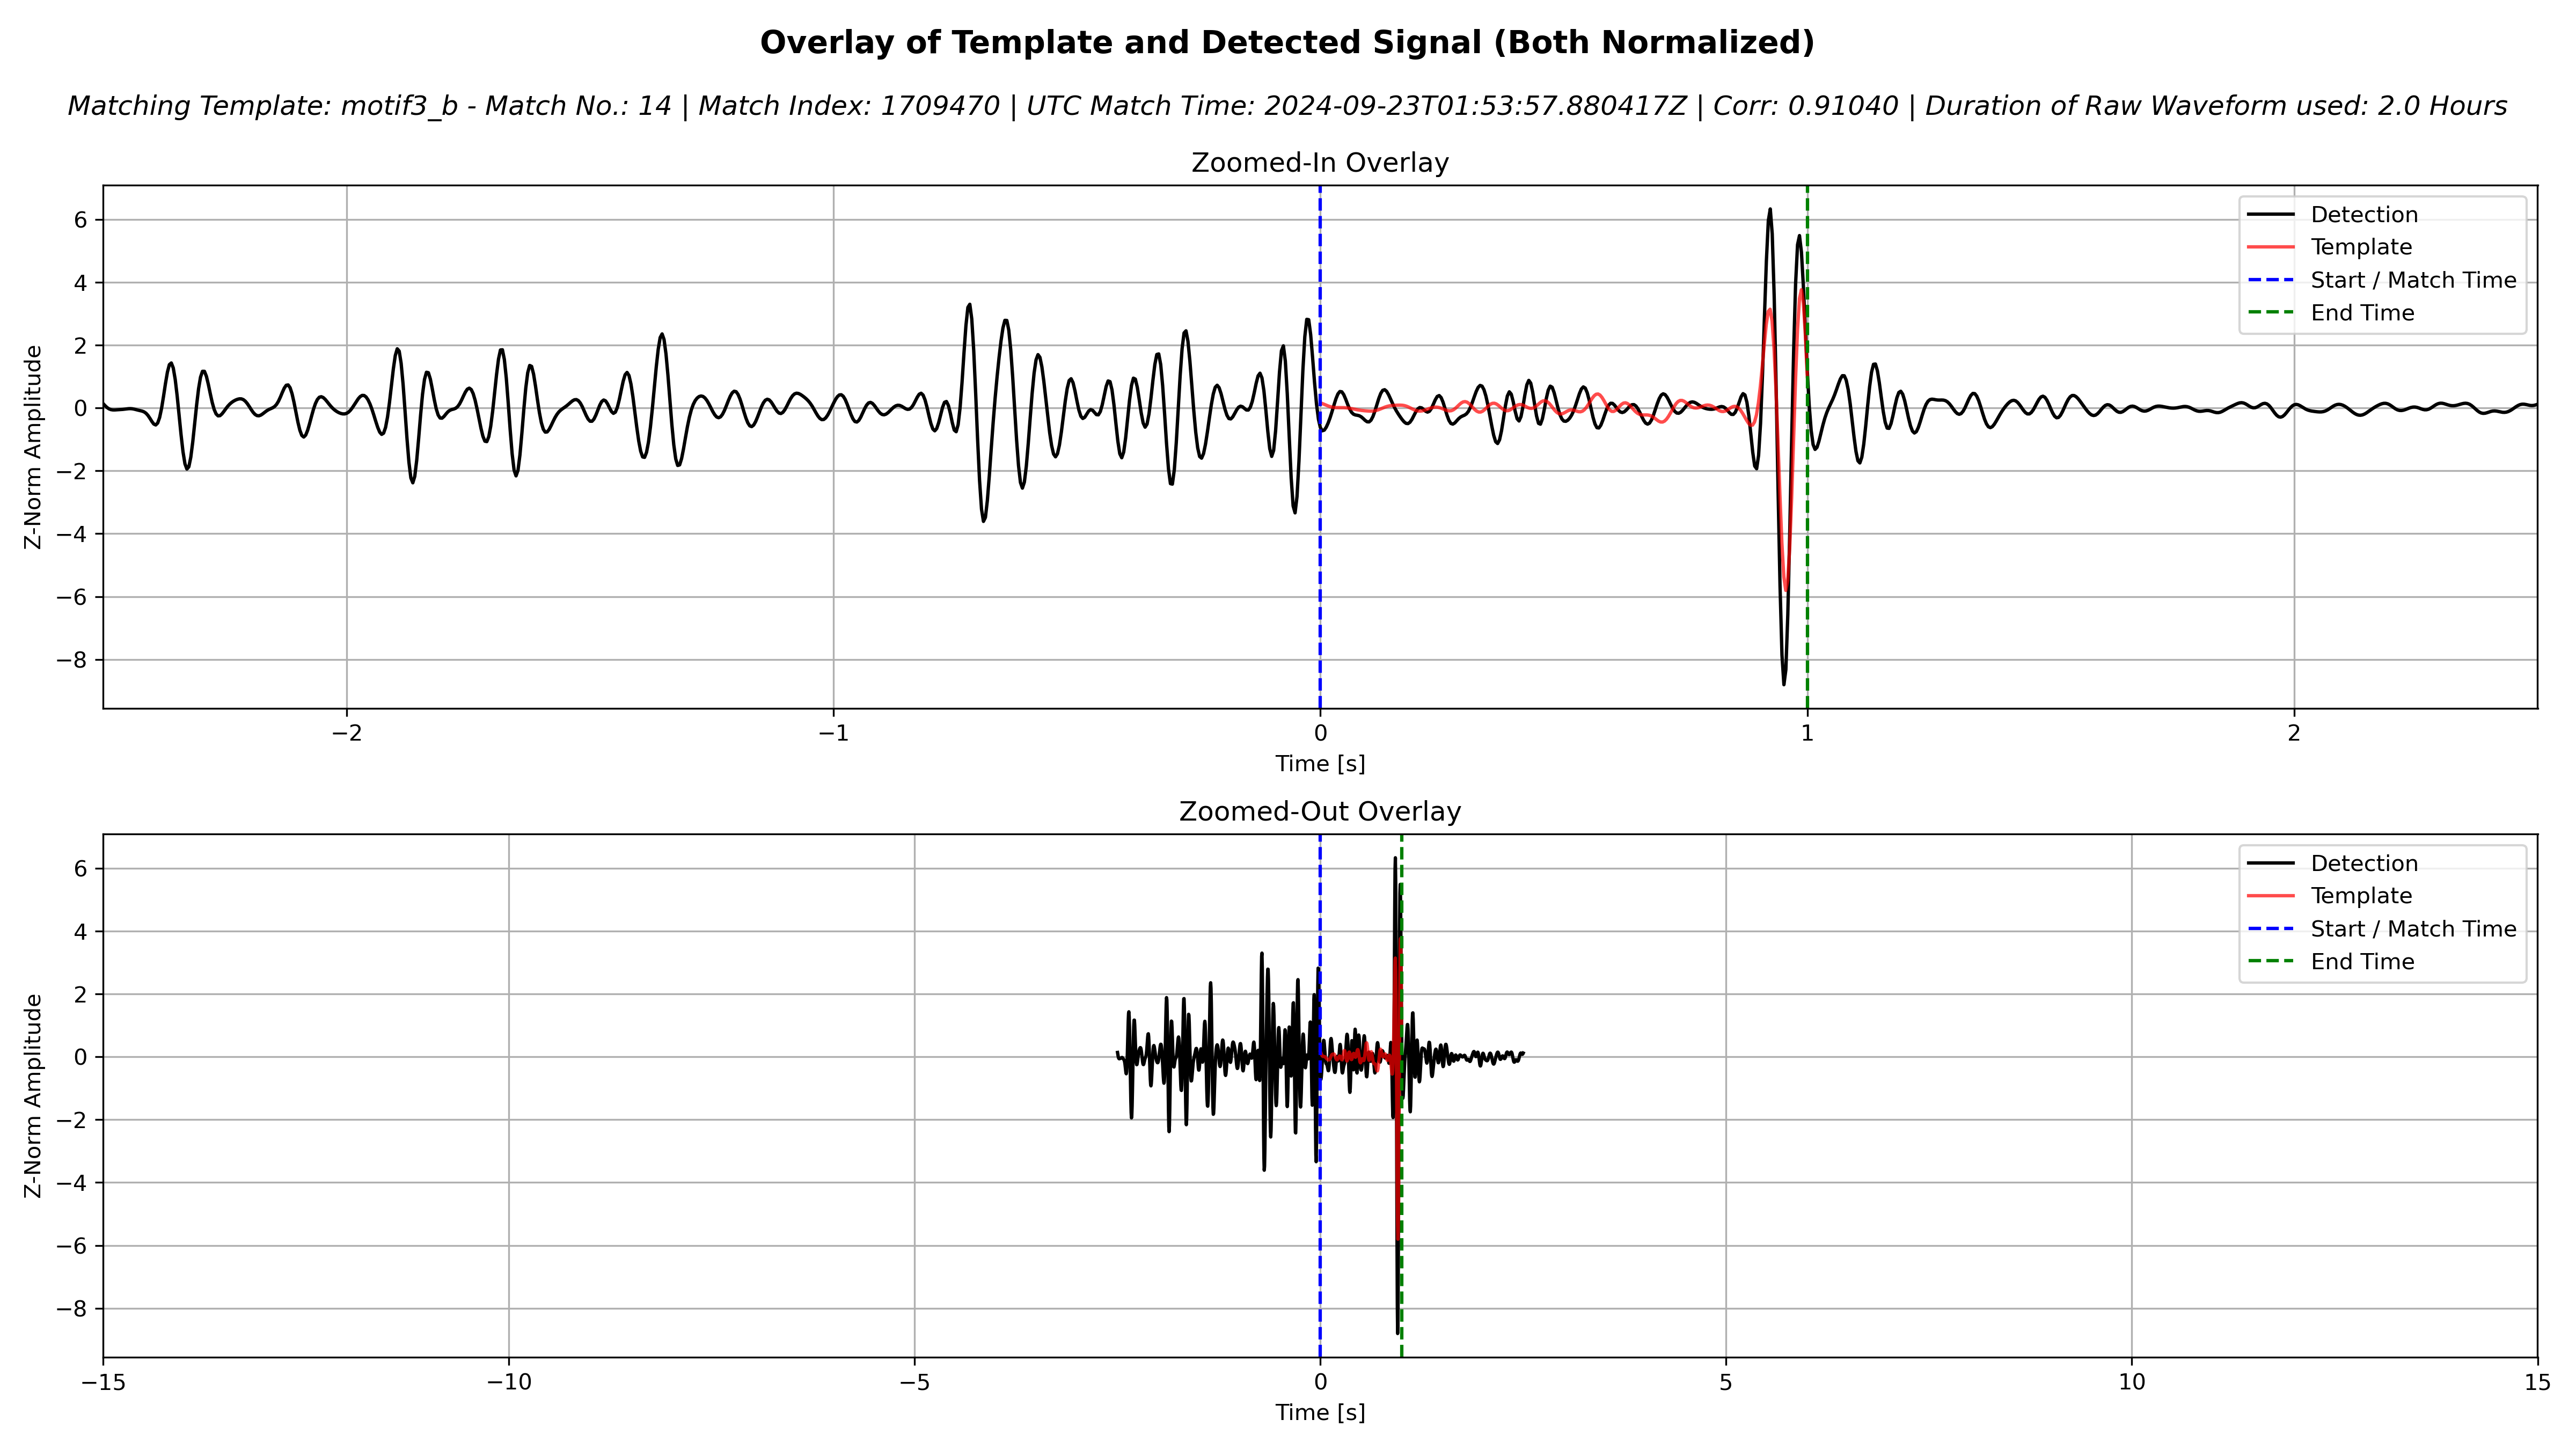 Overlay of Template and Detected Signal (Both Normalized)
Matching Template: motif3_b - Match No.: 14 | Match Index: 1709470 | UTC Match Time: 2024-09-23T01:53:57.880417Z | Corr: 0.91040 | Duration of Raw Waveform used: 2.0 Hours
Zoomed-In Overlay
Z-Norm Amplitude
6
4
2
0
−2
−4
−6
−8
Detection
Template
Start / Match Time
End Time
−2 −1 0 1 2
Time [s]
Zoomed-Out Overlay
Z-Norm Amplitude
6
4
2
0
−2
−4
−6
−8
Detection
Template
Start / Match Time
End Time
−15 −10 −5 0 5 10 15
Time [s]